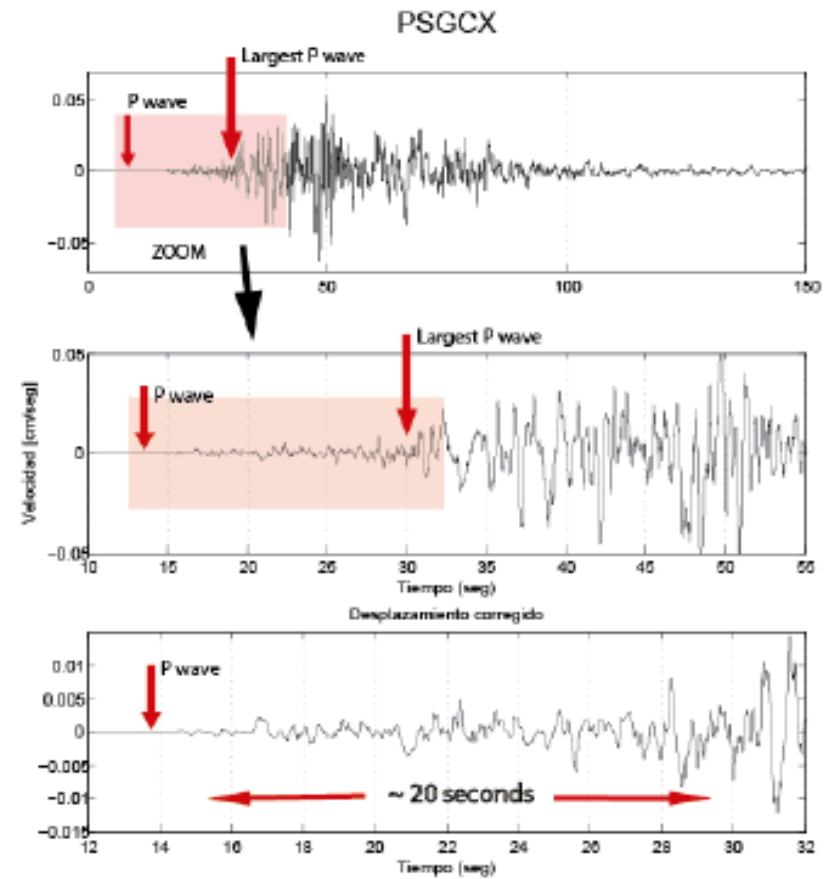 PSGCX
Largest P wave
0.05
P wave
0
−0.05
ZOOM
0 50 100 150
Largest P wave
0.05
P wave
Velocidad [cm/seg]
0
−0.05
10 15 20 25 30 35 40 45 50 55
Tiempo (seg)
Desplazamiento corregido
0.01
P wave
0.005
0
−0.005
−0.01
~ 20 seconds
−0.015
12 14 16 18 20 22 24 26 28 30 32
Tiempo (seg)